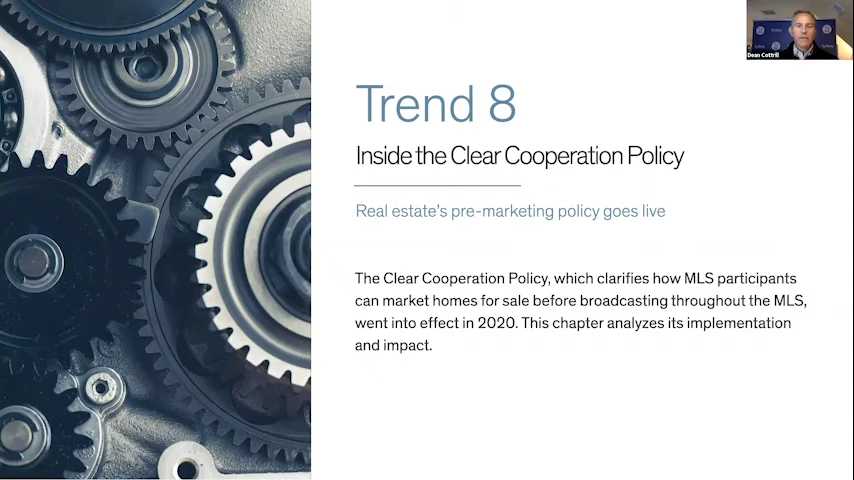 Trend 8
Inside the Clear Cooperation Policy
Real estate's pre-marketing policy goes live
The Clear Cooperation Policy, which clarifies how MLS participants
can market homes for sale before broadcasting throughout the MLS,
went into effect in 2020. This chapter analyzes its implementation
and impact.
Dean Cottrill